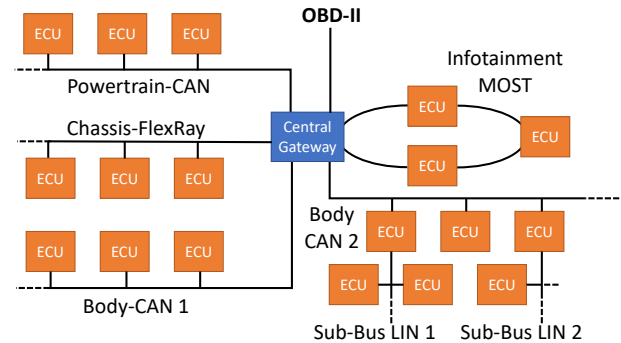 OBD-II
ECU
ECU
ECU
Powertrain-CAN
Infotainment
MOST
ECU
ECU
ECU
Chassis-FlexRay
Central
Gateway
ECU
ECU
ECU
Body
CAN 2
ECU
ECU
ECU
ECU
ECU
ECU
Body-CAN 1
ECU
ECU
ECU
Sub-Bus LIN 1
Sub-Bus LIN 2